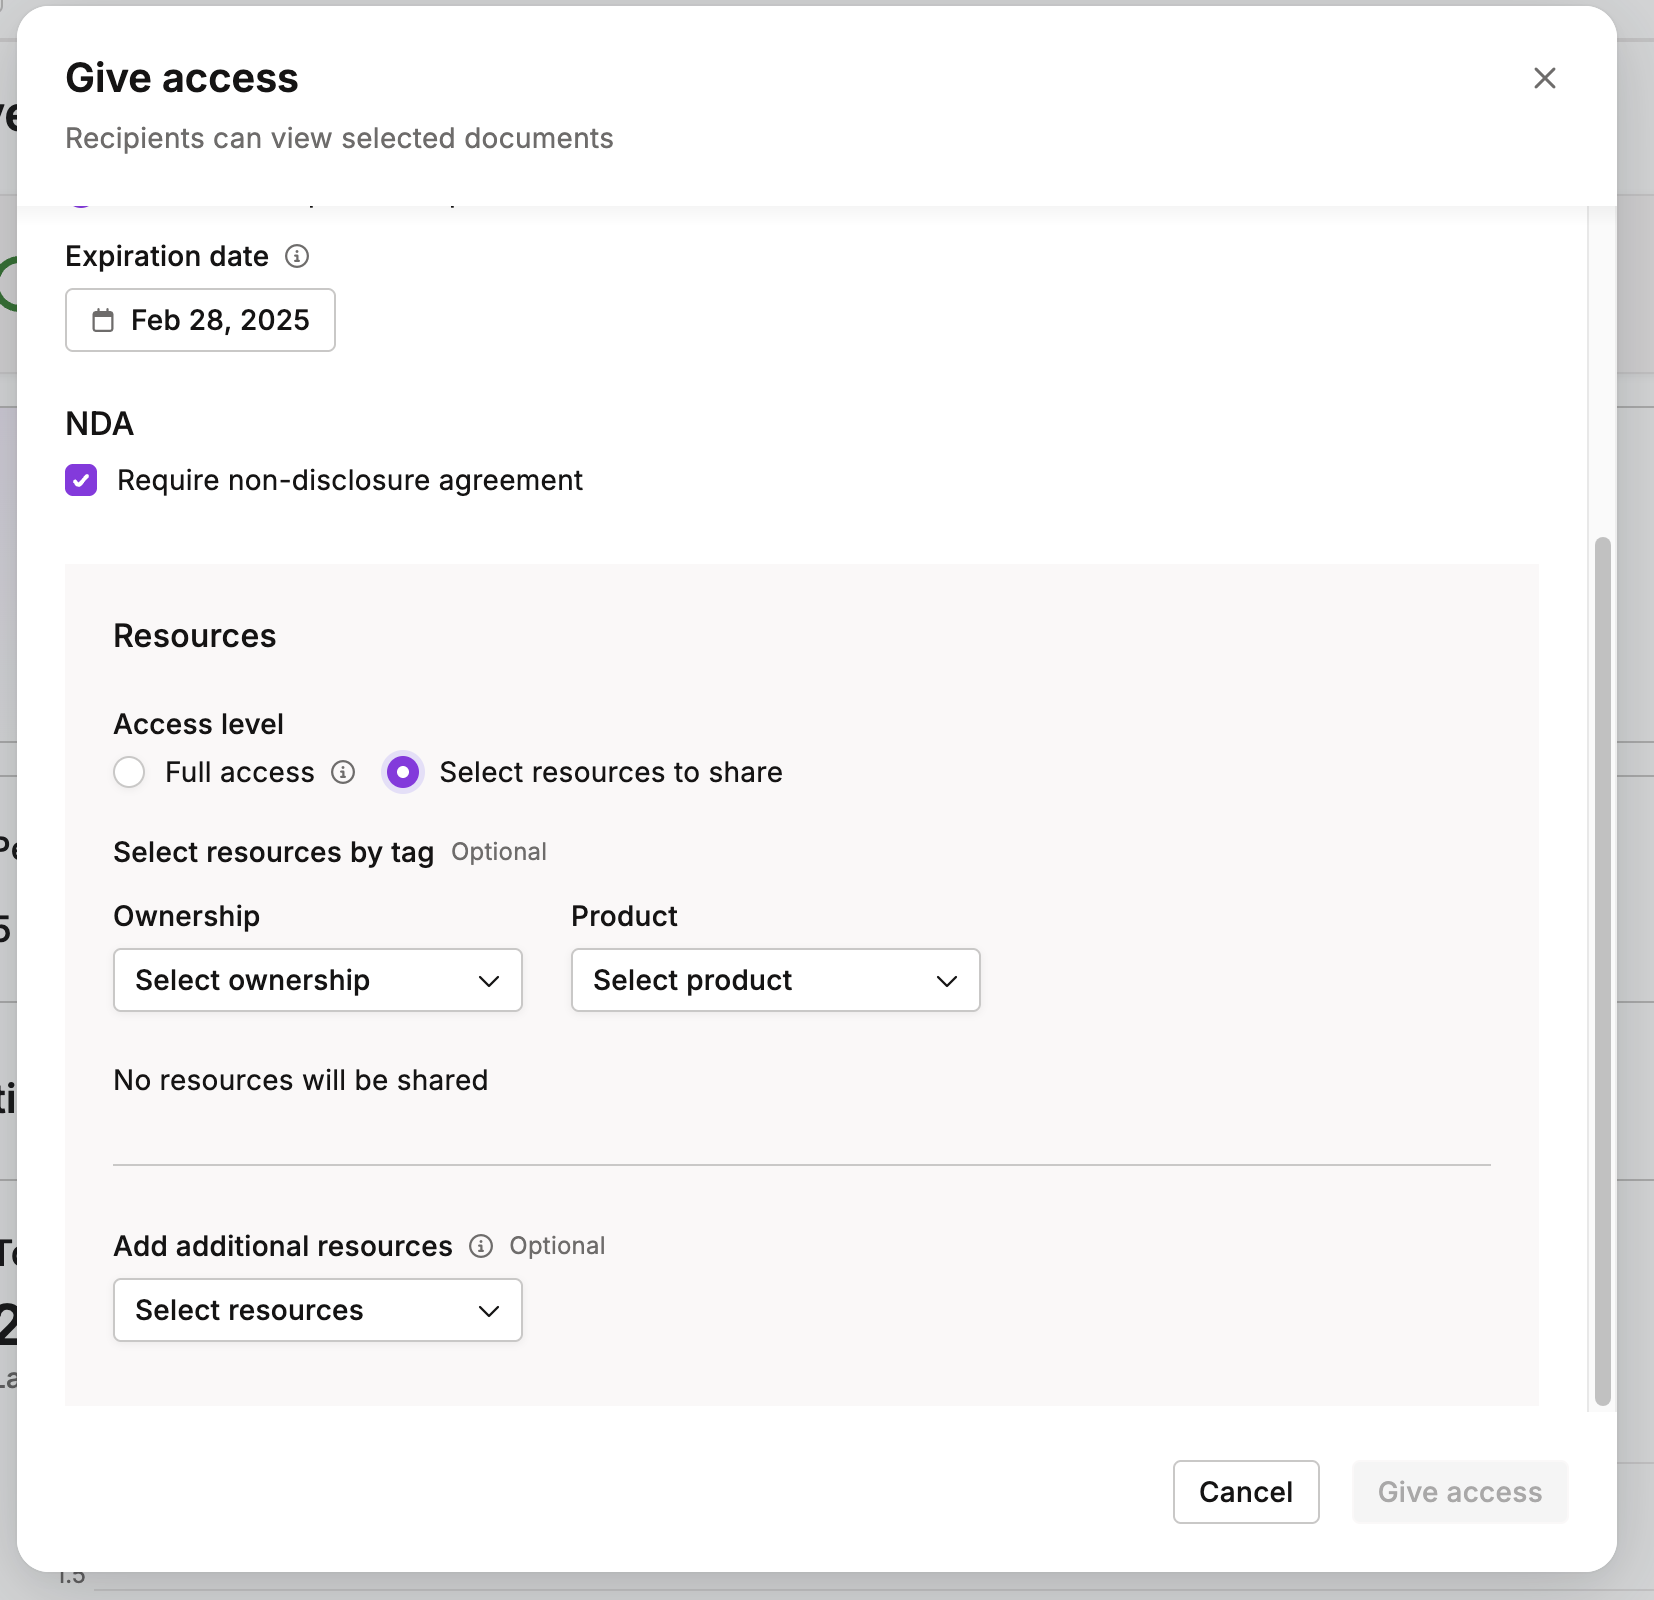 Give access
Recipients can view selected documents
Expiration date
Feb 28, 2025
NDA
Require non-disclosure agreement
Resources
Access level
Full access Select resources to share
Select resources by tag Optional
Ownership Product
Select ownership Select product
No resources will be shared
Add additional resources Optional
Select resources
Cancel Give access
1.5